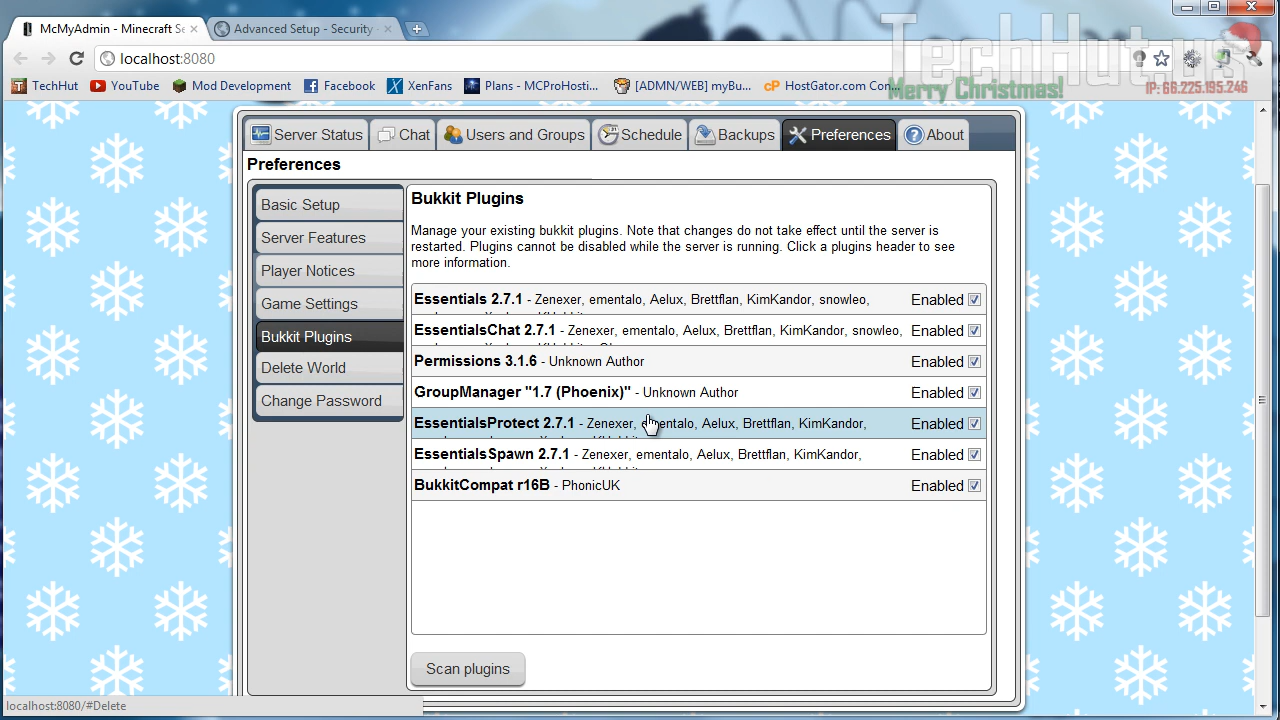 McMyAdmin - Minecraft Se
Advanced Setup - Security -
TechHut.us
Merry Christmas!
IP: 66.225.195.246
localhost:8080
TechHut
YouTube
Mod Development
Facebook
XenFans
Plans - MCProHosti...
[ADMN/WEB] myBu...
HostGator.com Con...
Server Status
Chat
Users and Groups
Schedule
Backups
Preferences
About
Preferences
Basic Setup
Server Features
Player Notices
Game Settings
Bukkit Plugins
Delete World
Change Password
Bukkit Plugins
Manage your existing bukkit plugins. Note that changes do not take effect until the server is
restarted. Plugins cannot be disabled while the server is running. Click a plugins header to see
more information.
Essentials 2.7.1 - Zenexer, ementalo, Aelux, Brettflan, KimKandor, snowleo, Enabled
EssentialsChat 2.7.1 - Zenexer, ementalo, Aelux, Brettflan, KimKandor, snowleo, Enabled
Permissions 3.1.6 - Unknown Author Enabled
GroupManager "1.7 (Phoenix)" - Unknown Author Enabled
EssentialsProtect 2.7.1 - Zenexer, ementalo, Aelux, Brettflan, KimKandor, Enabled
EssentialsSpawn 2.7.1 - Zenexer, ementalo, Aelux, Brettflan, KimKandor, Enabled
BukkitCompat r16B - PhonicUK Enabled
Scan plugins
localhost:8080/#Delete